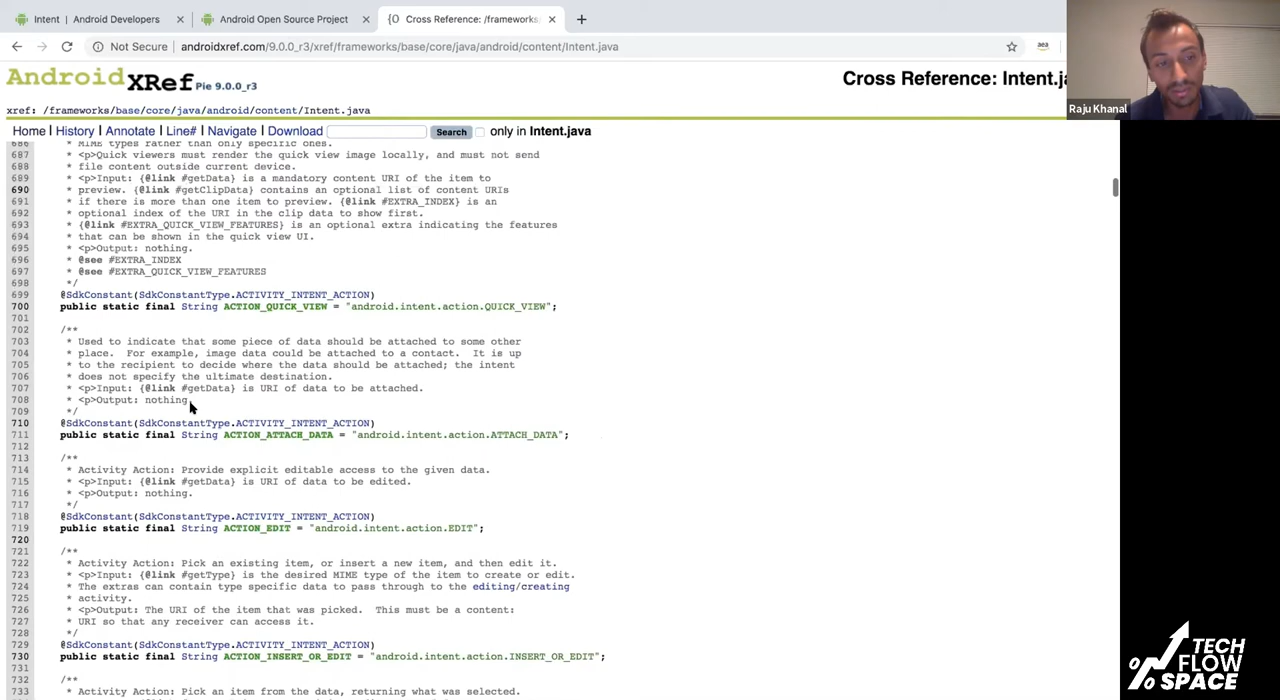 Intent | Android Developers
Android Open Source Project
Cross Reference: /frameworks/
Not Secure | androidxref.com/9.0.0_r3/xref/frameworks/base/core/java/android/content/Intent.java
aea
AndroidXRef Pie 9.0.0_r3
Cross Reference: Intent.ja
xref: /frameworks/base/core/java/android/content/Intent.java
Home | History | Annotate | Line# | Navigate | Download Search only in Intent.java
Raju Khanal
686 * MIME types rather than only specific ones.
687 * <p>Quick viewers must render the quick view image locally, and must not send
688 * file content outside current device.
689 * <p>Input: {@link #getData} is a mandatory content URI of the item to
690 * preview. {@link #getClipData} contains an optional list of content URIs
691 * if there is more than one item to preview. {@link #EXTRA_INDEX} is an
692 * optional index of the URI in the clip data to show first.
693 * {@link #EXTRA_QUICK_VIEW_FEATURES} is an optional extra indicating the features
694 * that can be shown in the quick view UI.
695 * <p>Output: nothing.
696 * @see #EXTRA_INDEX
697 * @see #EXTRA_QUICK_VIEW_FEATURES
698 */
699 @SdkConstant(SdkConstantType.ACTIVITY_INTENT_ACTION)
700 public static final String ACTION_QUICK_VIEW = "android.intent.action.QUICK_VIEW";
701
702 /**
703 * Used to indicate that some piece of data should be attached to some other
704 * place. For example, image data could be attached to a contact. It is up
705 * to the recipient to decide where the data should be attached; the intent
706 * does not specify the ultimate destination.
707 * <p>Input: {@link #getData} is URI of data to be attached.
708 * <p>Output: nothing.
709 */
710 @SdkConstant(SdkConstantType.ACTIVITY_INTENT_ACTION)
711 public static final String ACTION_ATTACH_DATA = "android.intent.action.ATTACH_DATA";
712
713 /**
714 * Activity Action: Provide explicit editable access to the given data.
715 * <p>Input: {@link #getData} is URI of data to be edited.
716 * <p>Output: nothing.
717 */
718 @SdkConstant(SdkConstantType.ACTIVITY_INTENT_ACTION)
719 public static final String ACTION_EDIT = "android.intent.action.EDIT";
720
721 /**
722 * Activity Action: Pick an existing item, or insert a new item, and then edit it.
723 * <p>Input: {@link #getType} is the desired MIME type of the item to create or edit.
724 * The extras can contain type specific data to pass through to the editing/creating
725 * activity.
726 * <p>Output: The URI of the item that was picked. This must be a content:
727 * URI so that any receiver can access it.
728 */
729 @SdkConstant(SdkConstantType.ACTIVITY_INTENT_ACTION)
730 public static final String ACTION_INSERT_OR_EDIT = "android.intent.action.INSERT_OR_EDIT";
731
732 /**
733 * Activity Action: Pick an item from the data, returning what was selected.
TECH
FLOW
SPACE